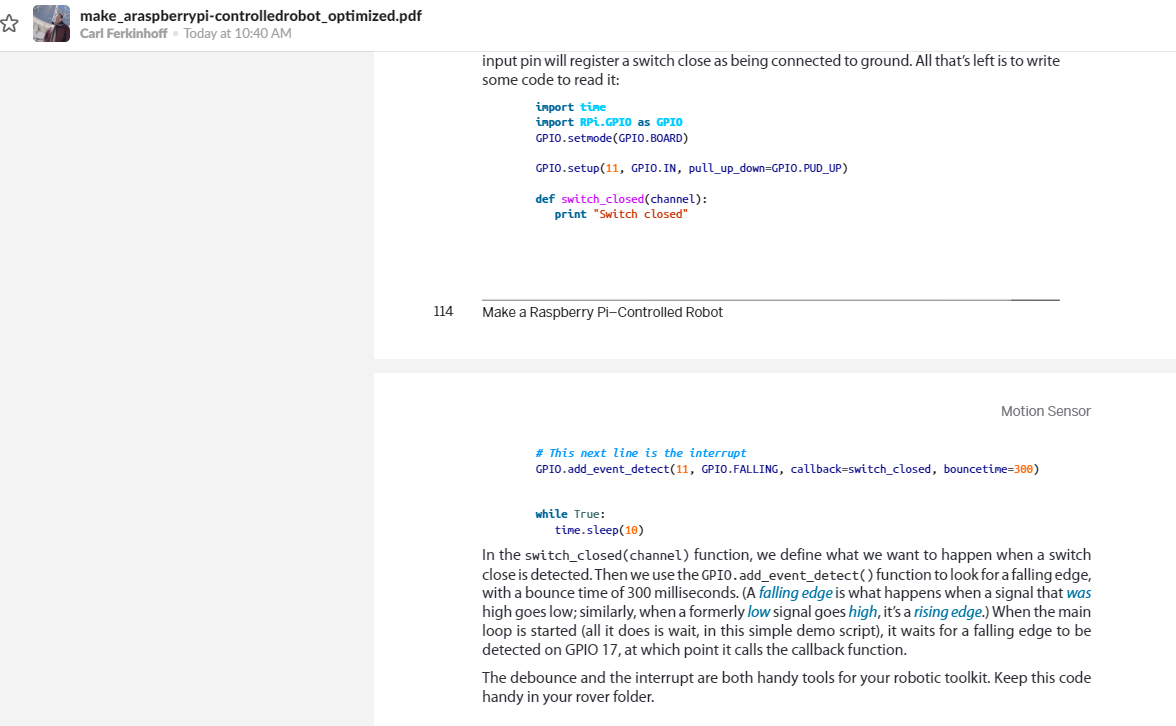 make_araspberrypi-controlledrobot_optimized.pdf
Carl Ferkinhoff • Today at 10:40 AM
input pin will register a switch close as being connected to ground. All that's left is to write
some code to read it:
import time
import RPi.GPIO as GPIO
GPIO.setmode(GPIO.BOARD)
GPIO.setup(11, GPIO.IN, pull_up_down=GPIO.PUD_UP)
def switch_closed(channel):
print "Switch closed"
114 Make a Raspberry Pi–Controlled Robot
Motion Sensor
# This next line is the interrupt
GPIO.add_event_detect(11, GPIO.FALLING, callback=switch_closed, bouncetime=300)
while True:
time.sleep(10)
In the switch_closed(channel) function, we define what we want to happen when a switch
close is detected. Then we use the GPIO.add_event_detect() function to look for a falling edge,
with a bounce time of 300 milliseconds. (A falling edge is what happens when a signal that was
high goes low; similarly, when a formerly low signal goes high, it's a rising edge.) When the main
loop is started (all it does is wait, in this simple demo script), it waits for a falling edge to be
detected on GPIO 17, at which point it calls the callback function.
The debounce and the interrupt are both handy tools for your robotic toolkit. Keep this code
handy in your rover folder.